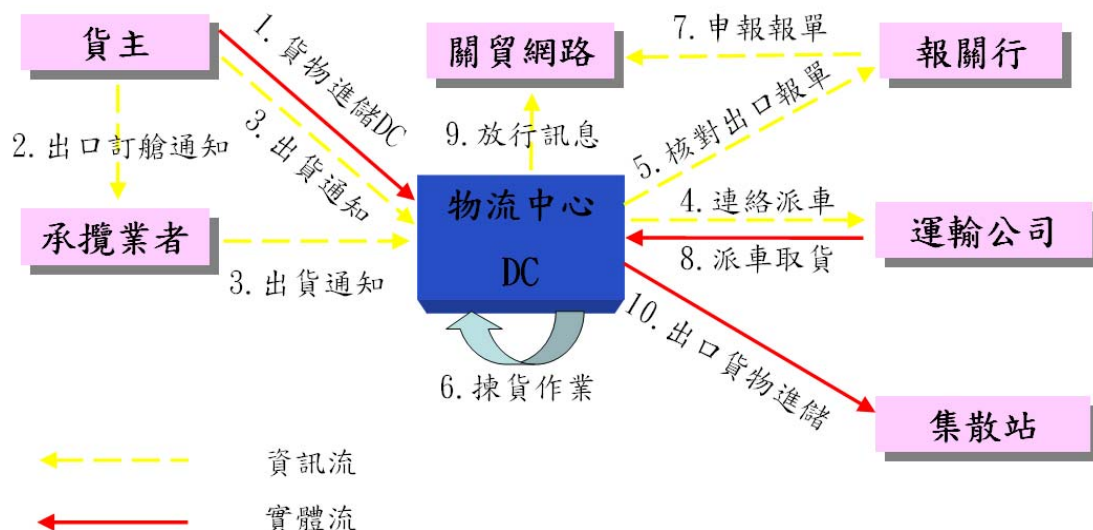 貨主
1.貨物進儲DC
關貿網路
7.申報報單
報關行
2.出口訂艙通知
3.出貨通知
9.放行訊息
5.核對出口報單
承攬業者
3.出貨通知
物流中心
DC
4.連絡派車
運輸公司
8.派車取貨
10.出口貨物進儲
6.揀貨作業
集散站
資訊流
實體流